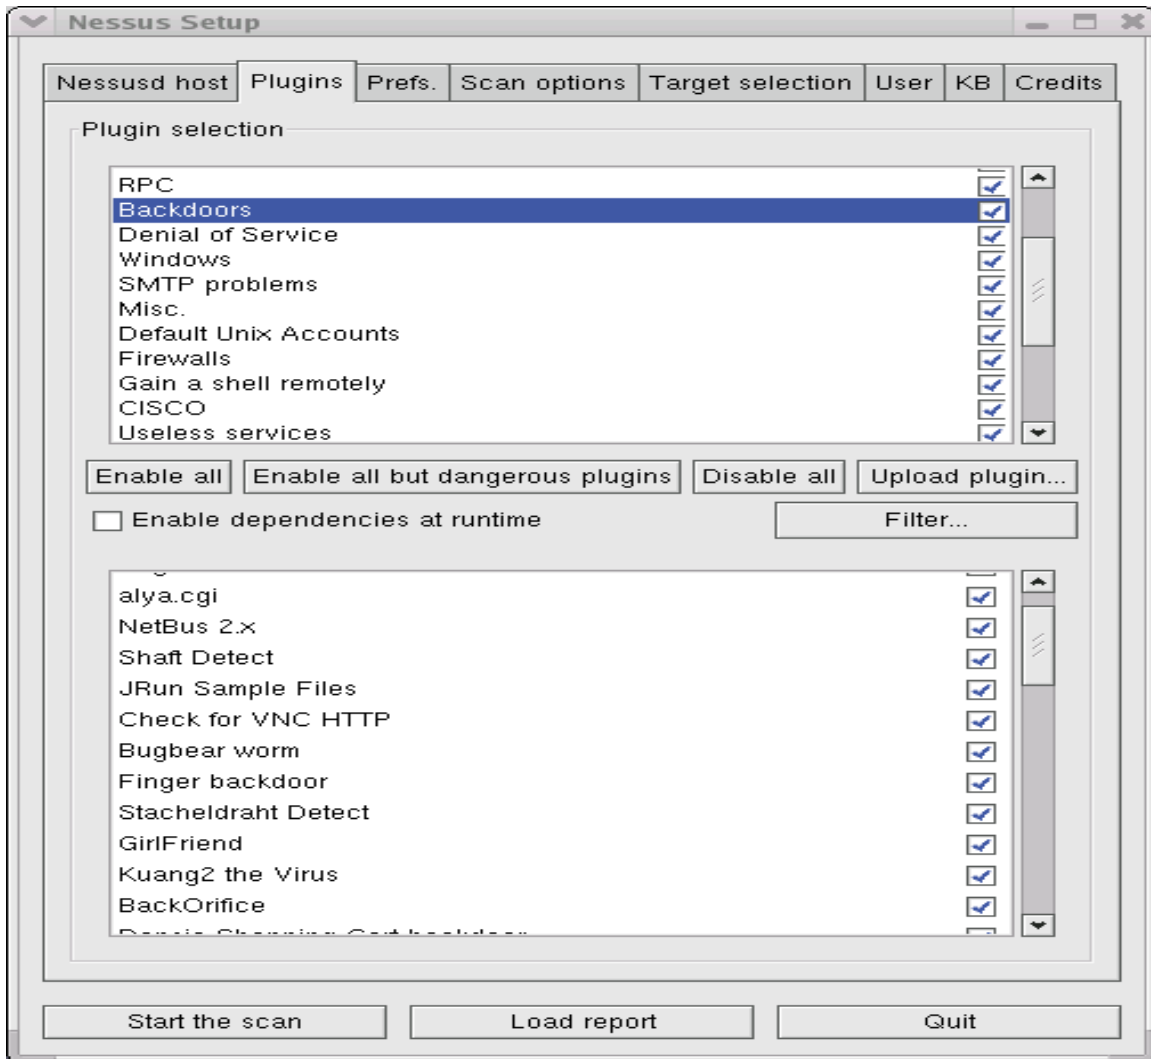 Nessus Setup
Nessusd host Plugins Prefs. Scan options Target selection User KB Credits
Plugin selection
RPC
Backdoors
Denial of Service
Windows
SMTP problems
Misc.
Default Unix Accounts
Firewalls
Gain a shell remotely
CISCO
Useless services
Enable all Enable all but dangerous plugins Disable all Upload plugin...
Enable dependencies at runtime Filter...
alya.cgi
NetBus 2.x
Shaft Detect
JRun Sample Files
Check for VNC HTTP
Bugbear worm
Finger backdoor
Stacheldraht Detect
GirlFriend
Kuang2 the Virus
BackOrifice
Shopping Cart backdoor
Start the scan Load report Quit